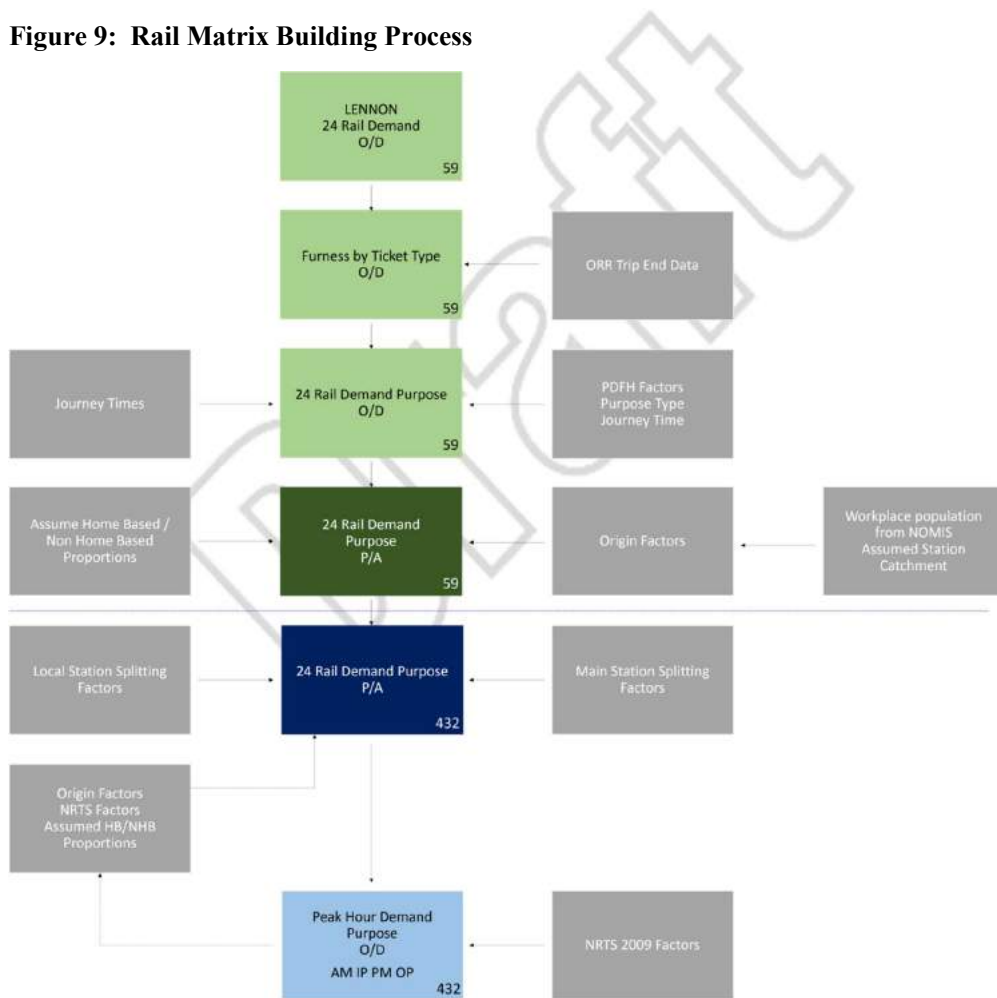 Figure 9:  Rail Matrix Building Process
LENNON
24 Rail Demand
O/D
59
Furness by Ticket Type
O/D
59
ORR Trip End Data
Journey Times
24 Rail Demand Purpose
O/D
59
PDFH Factors
Purpose Type
Journey Time
Assume Home Based /
Non Home Based
Proportions
24 Rail Demand
Purpose
P/A
59
Origin Factors
Workplace population
from NOMIS
Assumed Station
Catchment
Local Station Splitting
Factors
24 Rail Demand Purpose
P/A
432
Main Station Splitting
Factors
Origin Factors
NRTS Factors
Assumed HB/NHB
Proportions
Peak Hour Demand
Purpose
O/D
AM IP PM OP
432
NRTS 2009 Factors
Draft